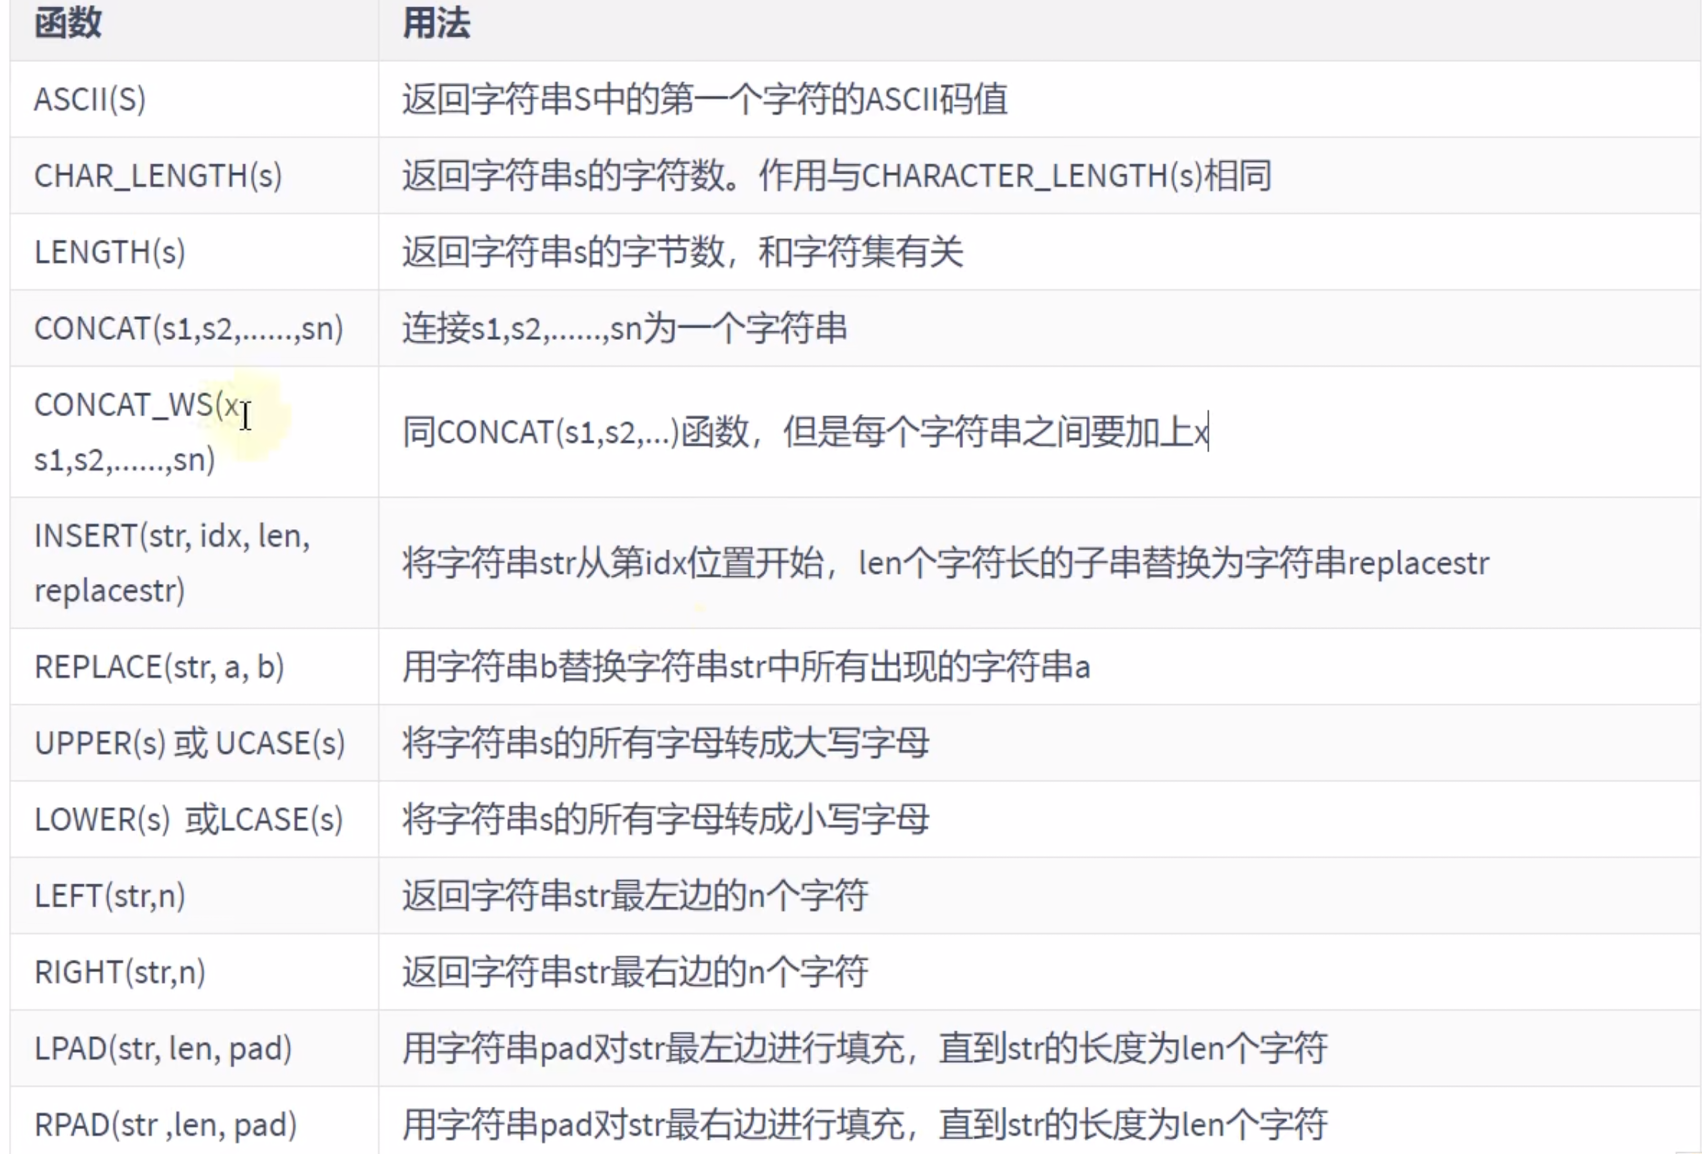 函数 用法
ASCII(S) 返回字符串S中的第一个字符的ASCII码值
CHAR_LENGTH(s) 返回字符串s的字符数。作用与CHARACTER_LENGTH(s)相同
LENGTH(s) 返回字符串s的字节数，和字符集有关
CONCAT(s1,s2,......,sn) 连接s1,s2,......,sn为一个字符串
CONCAT_WS(x,
s1,s2,......,sn) 同CONCAT(s1,s2,...)函数，但是每个字符串之间要加上x
INSERT(str, idx, len,
replacestr) 将字符串str从第idx位置开始，len个字符长的子串替换为字符串replacestr
REPLACE(str, a, b) 用字符串b替换字符串str中所有出现的字符串a
UPPER(s) 或 UCASE(s) 将字符串s的所有字母转成大写字母
LOWER(s) 或LCASE(s) 将字符串s的所有字母转成小写字母
LEFT(str,n) 返回字符串str最左边的n个字符
RIGHT(str,n) 返回字符串str最右边的n个字符
LPAD(str, len, pad) 用字符串pad对str最左边进行填充，直到str的长度为len个字符
RPAD(str ,len, pad) 用字符串pad对str最右边进行填充，直到str的长度为len个字符